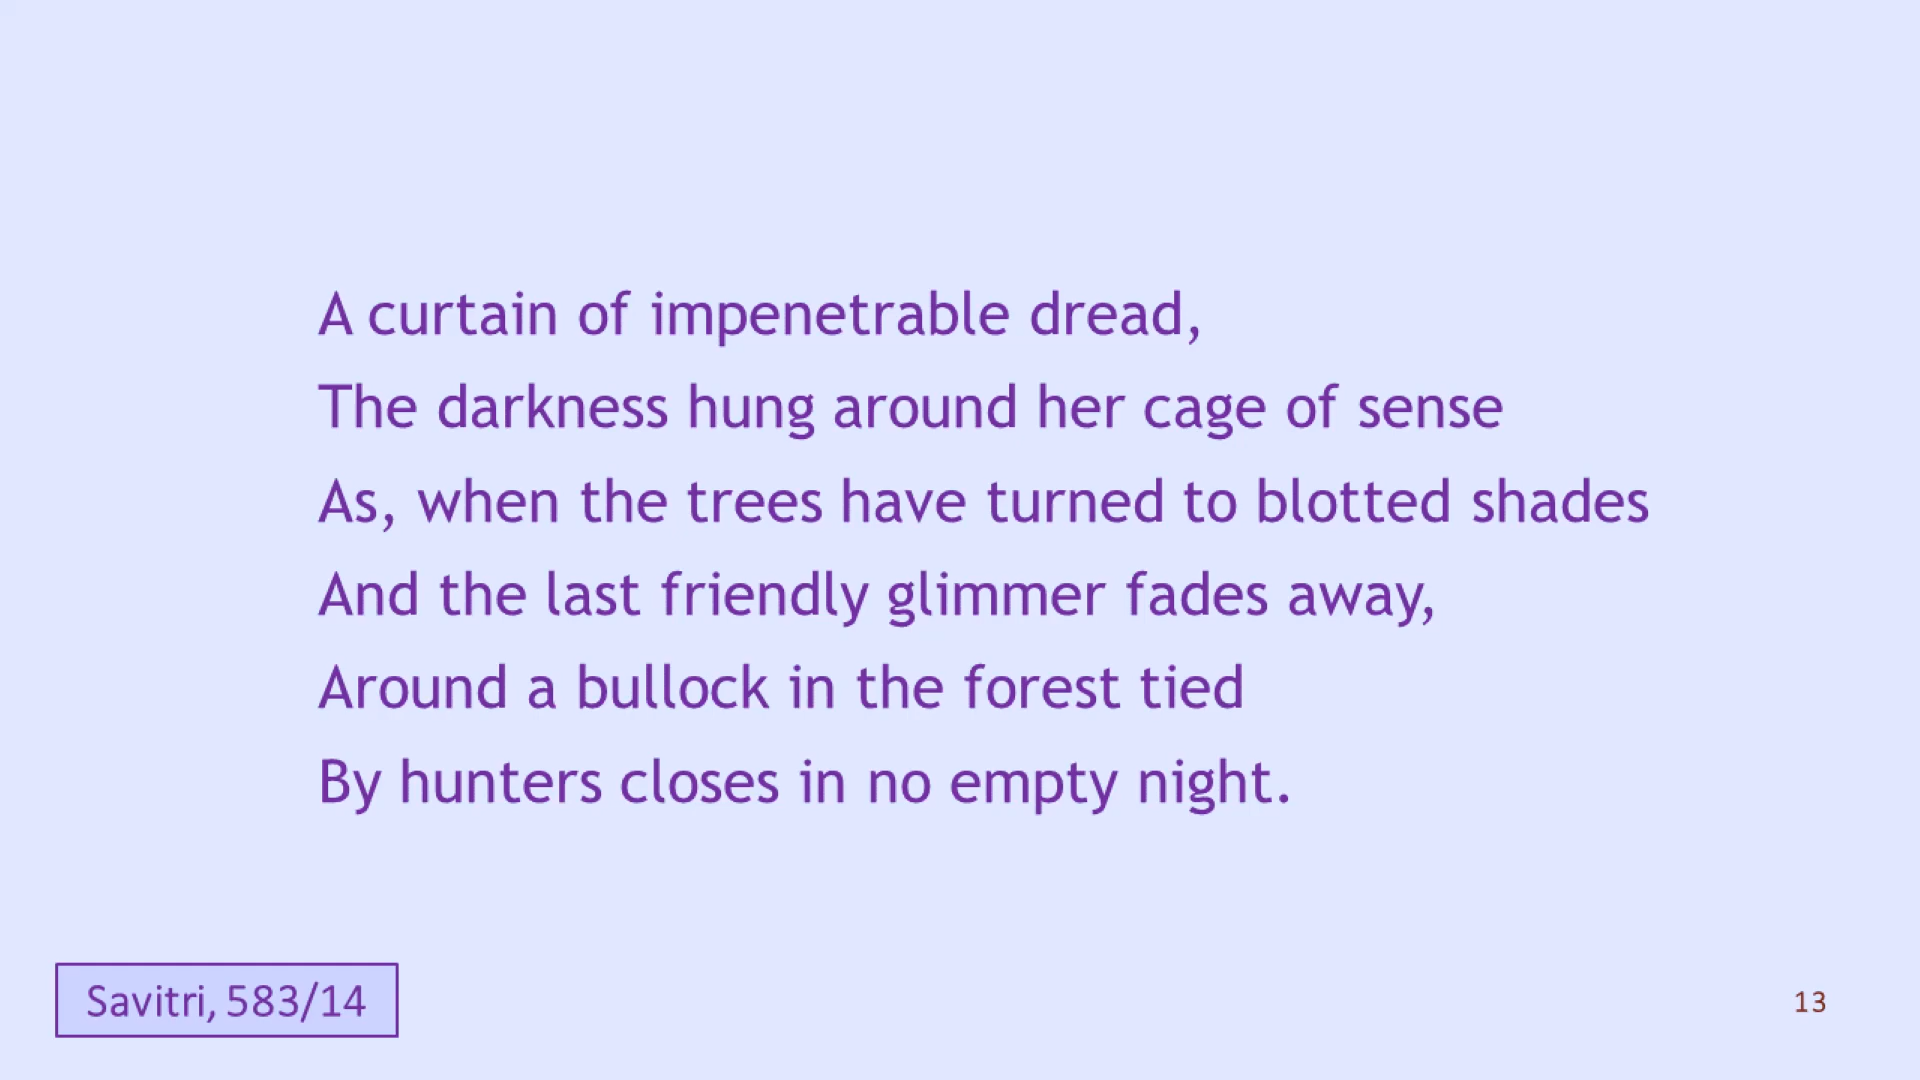 A curtain of impenetrable dread,
The darkness hung around her cage of sense
As, when the trees have turned to blotted shades
And the last friendly glimmer fades away,
Around a bullock in the forest tied
By hunters closes in no empty night.
Savitri, 583/14
13